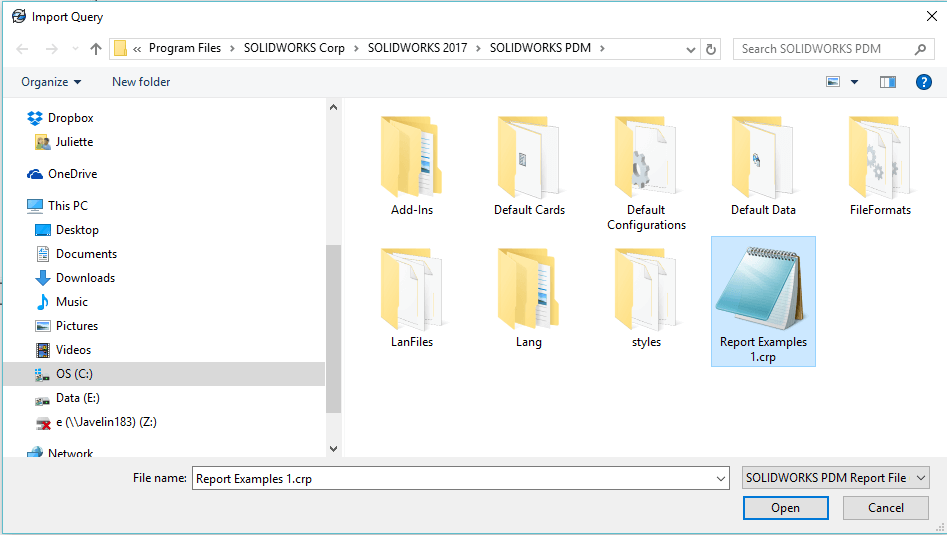 Import Query
« Program Files > SOLIDWORKS Corp > SOLIDWORKS 2017 > SOLIDWORKS PDM >
Search SOLIDWORKS PDM
Organize
New folder
?
Dropbox
Juliette
OneDrive
This PC
Desktop
Documents
Downloads
Music
Pictures
Videos
OS (C:)
Data (E:)
e (\\Javelin183) (Z:)
Network
Add-Ins
Default Cards
Default
Configurations
Default Data
FileFormats
LanFiles
Lang
styles
Report Examples
1.crp
File name:
Report Examples 1.crp
SOLIDWORKS PDM Report File
Open
Cancel